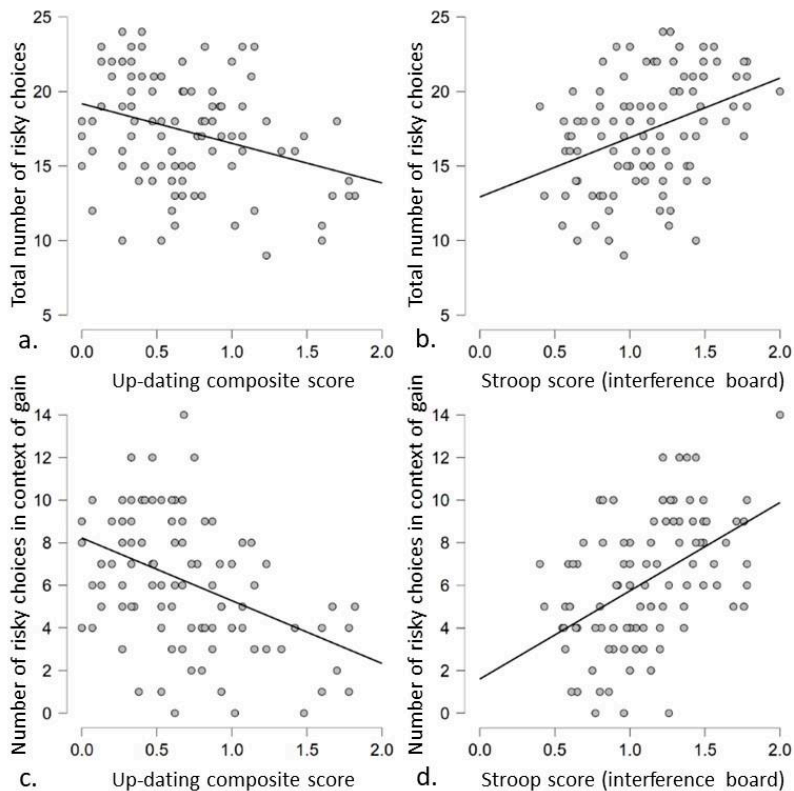 Total number of risky choices
25
20
15
10
5
0.0 0.5 1.0 1.5 2.0
a.
Up-dating composite score
Total number of risky choices
25
20
15
10
5
0.0 0.5 1.0 1.5 2.0
b.
Stroop score (interference board)
Number of risky choices in context of gain
14
12
10
8
6
4
2
0
0.0 0.5 1.0 1.5 2.0
c.
Up-dating composite score
Number of risky choices in context of gain
14
12
10
8
6
4
2
0
0.0 0.5 1.0 1.5 2.0
d.
Stroop score (interference board)